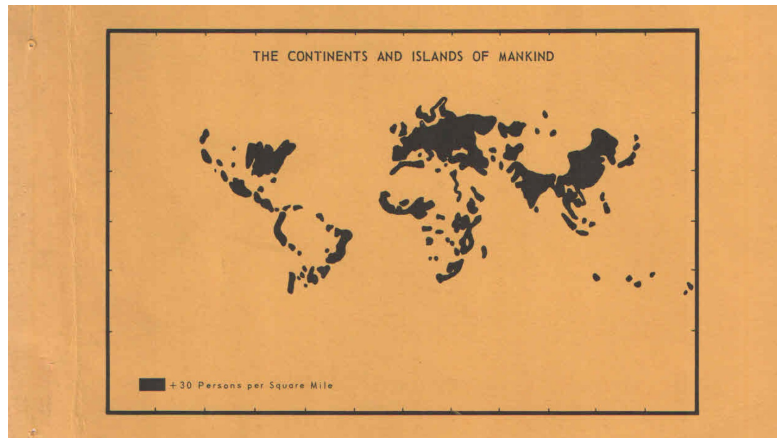 THE CONTINENTS AND ISLANDS OF MANKIND
+30 Persons per Square Mile